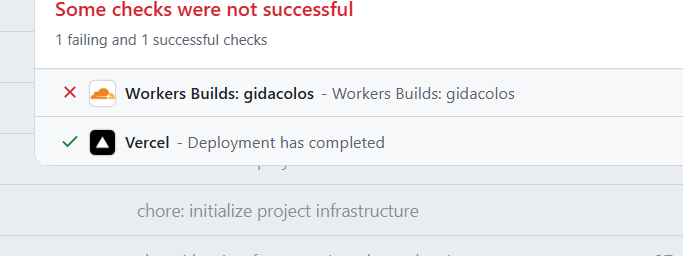 Some checks were not successful
1 failing and 1 successful checks
Workers Builds: gidacolos - Workers Builds: gidacolos
Vercel - Deployment has completed
chore: initialize project infrastructure